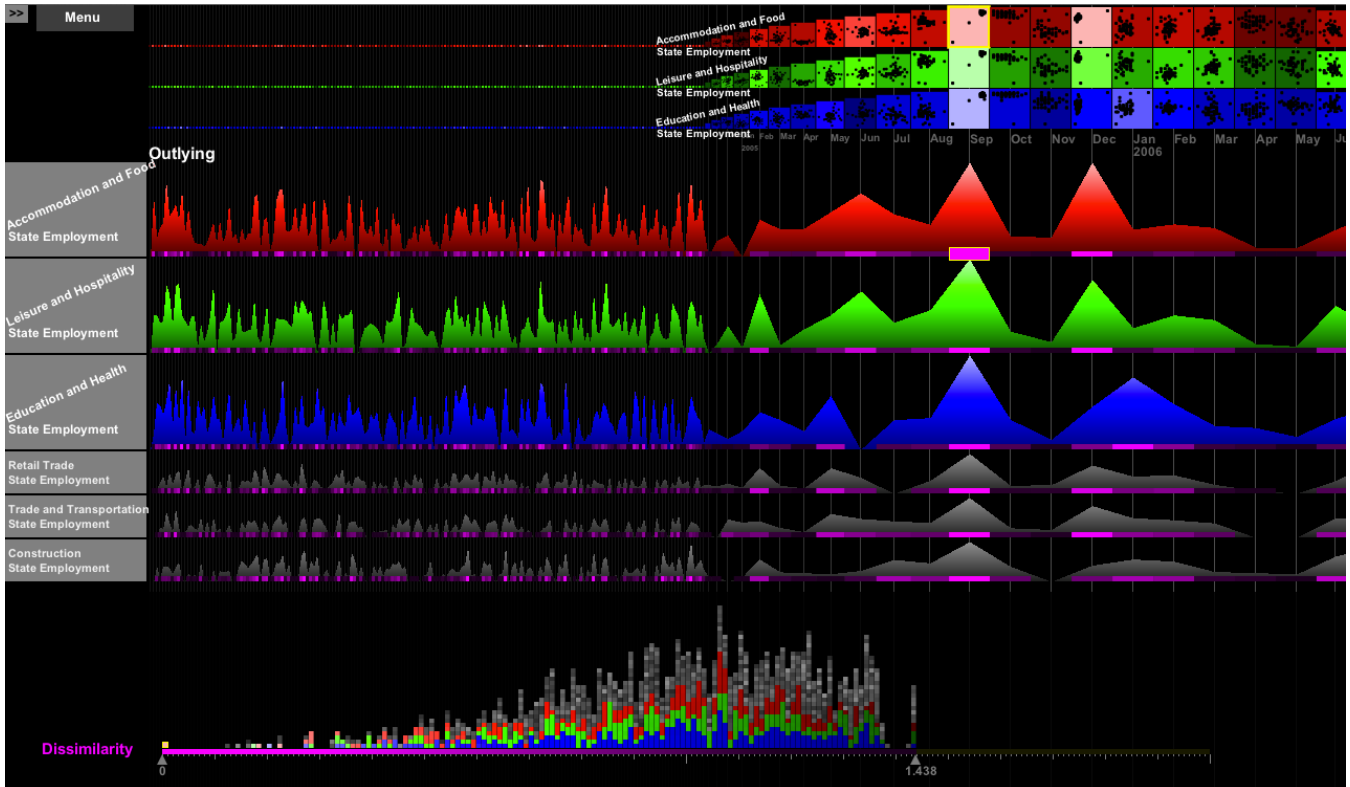 >>
Menu
Accommodation and Food
State Employment
Leisure and Hospitality
State Employment
Education and Health
State Employment
Feb Mar Apr May Jun Jul Aug Sep Oct Nov Dec Jan Feb Mar Apr May
2005 2006
Outlying
Accommodation and Food
State Employment
Leisure and Hospitality
State Employment
Education and Health
State Employment
Retail Trade
State Employment
Trade and Transportation
State Employment
Construction
State Employment
Dissimilarity
0 1.438